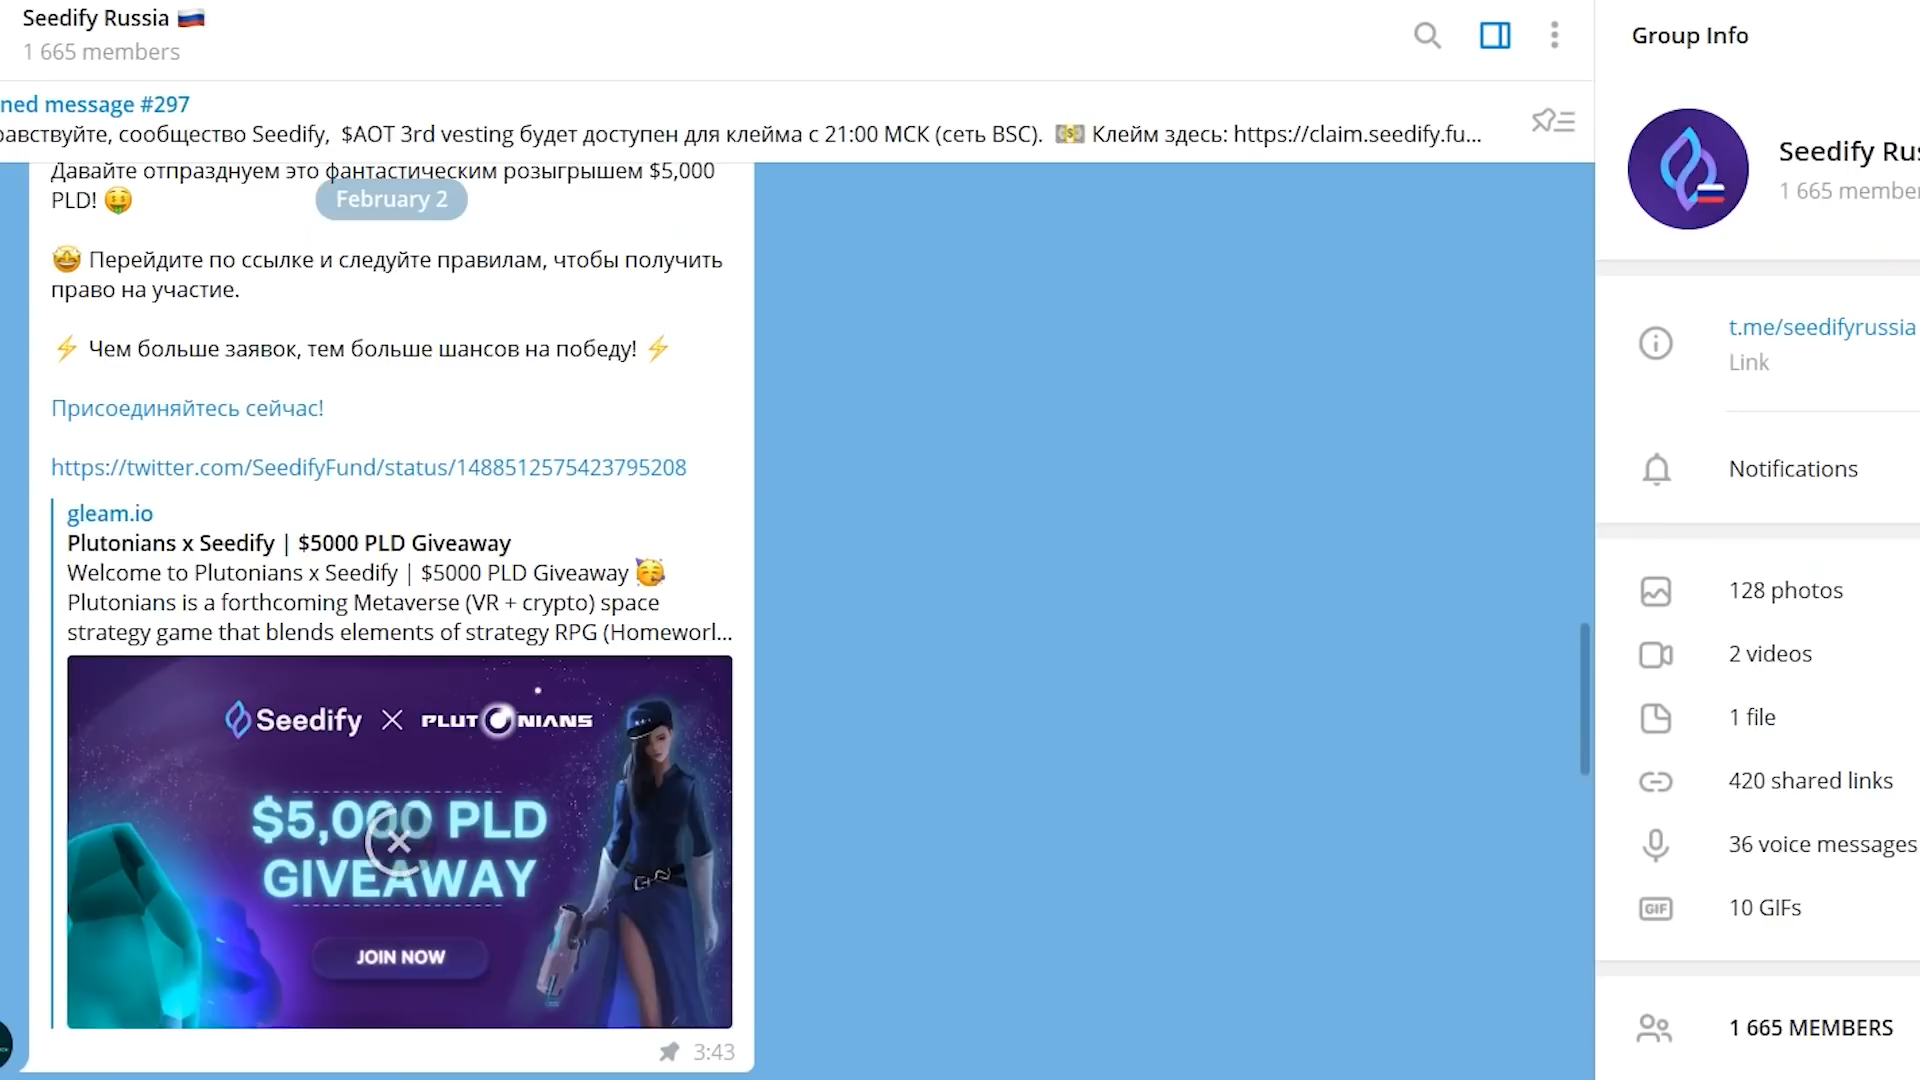 Seedify Russia
1 665 members
ned message #297
равствуйте, сообщество Seedify, $AOT 3rd vesting будет доступен для клейма с 21:00 МСК (сеть BSC). 💵 Клейм здесь: https://claim.seedify.fu...
Давайте отпразднуем это фантастическим розыгрышем $5,000
PLD! 🤑
February 2
🤩 Перейдите по ссылке и следуйте правилам, чтобы получить
право на участие.
⚡ Чем больше заявок, тем больше шансов на победу! ⚡
Присоединяйтесь сейчас!
https://twitter.com/SeedifyFund/status/1488512575423795208
gleam.io
Plutonians x Seedify | $5000 PLD Giveaway
Welcome to Plutonians x Seedify | $5000 PLD Giveaway 🥳
Plutonians is a forthcoming Metaverse (VR + crypto) space
strategy game that blends elements of strategy RPG (Homeworl...
Seedify X PLUTONIANS
$5,000 PLD
GIVEAWAY
JOIN NOW
3:43
Group Info
Seedify Rus
1 665 member
t.me/seedifyrussia
Link
Notifications
128 photos
2 videos
1 file
420 shared links
36 voice messages
GIF
10 GIFs
1 665 MEMBERS